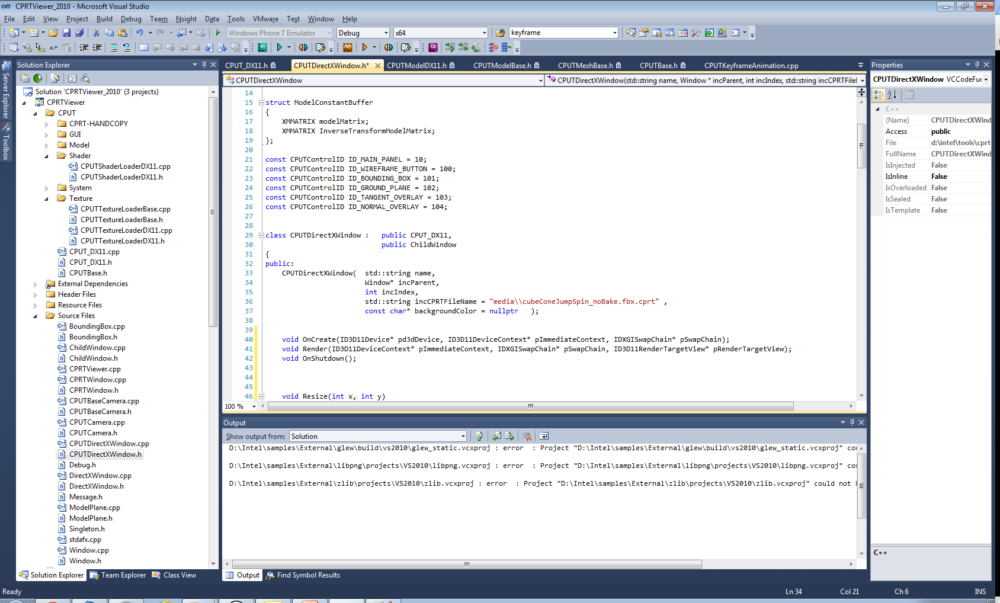 CPRTViewer_2010 - Microsoft Visual Studio
File Edit View Project Build Debug Team Nsight Data Tools VMware Test Window Help
Windows Phone 7 Emulator Debug x64 keyframe
Server Explorer
Toolbox
Solution Explorer
Solution 'CPRTViewer_2010' (3 projects)
CPRTViewer
CPUT
CPRT-HANDCOPY
GUI
Model
Shader
CPUTShaderLoaderDX11.cpp
CPUTShaderLoaderDX11.h
System
Texture
CPUTTextureLoaderBase.cpp
CPUTTextureLoaderBase.h
CPUTTextureLoaderDX11.cpp
CPUTTextureLoaderDX11.h
CPUT_DX11.cpp
CPUT_DX11.h
CPUTBase.h
External Dependencies
Header Files
Resource Files
Source Files
BoundingBox.cpp
BoundingBox.h
ChildWindow.cpp
ChildWindow.h
CPRTViewer.cpp
CPRTWindow.cpp
CPRTWindow.h
CPUTBaseCamera.cpp
CPUTBaseCamera.h
CPUTCamera.cpp
CPUTCamera.h
CPUTDirectXWindow.cpp
CPUTDirectXWindow.h
Debug.h
DirectXWindow.cpp
DirectXWindow.h
Message.h
ModelPlane.cpp
ModelPlane.h
Singleton.h
stdafx.cpp
Window.cpp
Window.h
Solution Explorer Team Explorer Class View
CPUT_DX11.h CPUTDirectXWindow.h* CPUTModelDX11.h CPUTModelBase.h CPUTMeshBase.h CPUTBase.h CPUTKeyframeAnimation.cpp
CPUTDirectXWindow CPUTDirectXWindow(std::string name, Window * incParent, int incIndex, std::string incCPRTFileI
14
15 struct ModelConstantBuffer
16 {
17 XMMATRIX modelMatrix;
18 XMMATRIX InverseTransformModelMatrix;
19 };
20
21 const CPUTControlID ID_MAIN_PANEL = 10;
22 const CPUTControlID ID_WIREFRAME_BUTTON = 100;
23 const CPUTControlID ID_BOUNDING_BOX = 101;
24 const CPUTControlID ID_GROUND_PLANE = 102;
25 const CPUTControlID ID_TANGENT_OVERLAY = 103;
26 const CPUTControlID ID_NORMAL_OVERLAY = 104;
27
28
29 class CPUTDirectXWindow : public CPUT_DX11,
30 public ChildWindow
31 {
32 public:
33 CPUTDirectXWindow( std::string name,
34 Window* incParent,
35 int incIndex,
36 std::string incCPRTFileName = "media\\cubeConeJumpSpin_noBake.fbx.cprt" ,
37 const char* backgroundColor = nullptr );
38
39
40 void OnCreate(ID3D11Device* pd3dDevice, ID3D11DeviceContext* pImmediateContext, IDXGISwapChain* pSwapChain);
41 void Render(ID3D11DeviceContext* pImmediateContext, IDXGISwapChain* pSwapChain, ID3D11RenderTargetView* pRenderTargetView);
42 void OnShutdown();
43
44
45
46 void Resize(int x, int y)
100 %
Output
Show output from: Solution
D:\Intel\samples\External\glew\build\vs2010\glew_static.vcxproj : error : Project "D:\Intel\samples\External\glew\build\vs2010\glew_static.vcxproj" cou
D:\Intel\samples\External\libpng\projects\VS2010\libpng.vcxproj : error : Project "D:\Intel\samples\External\libpng\projects\VS2010\libpng.vcxproj" cou
D:\Intel\samples\External\zlib\projects\VS2010\zlib.vcxproj : error : Project "D:\Intel\samples\External\zlib\projects\VS2010\zlib.vcxproj" could not
Output Find Symbol Results
Properties
CPUTDirectXWindow VCCodeFur
C++
(Name) CPUTDirectXWind
Access public
File d:\intel\tools\cprt
FullName CPUTDirectXWind
IsInjected False
IsInline False
IsOverloaded False
IsSealed False
IsTemplate False
C++
Ready Ln 34 Col 21 Ch 6 INS